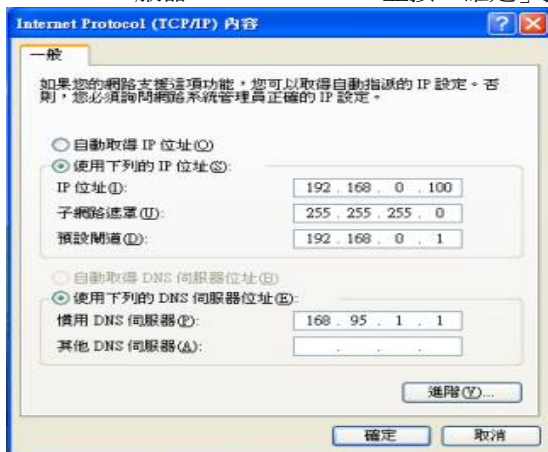 Internet Protocol (TCP/IP) 內容
一般
如果您的網路支援這項功能,您可以取得自動指派的 IP 設定。否
則,您必須詢問網路系統管理員正確的 IP 設定。
自動取得 IP 位址(O)
使用下列的 IP 位址(S):
IP 位址(I): 192 . 168 . 0 . 100
子網路遮罩(U): 255 . 255 . 255 . 0
預設閘道(D): 192 . 168 . 0 . 1
自動取得 DNS 伺服器位址(B)
使用下列的 DNS 伺服器位址(E):
慣用 DNS 伺服器(P): 168 . 95 . 1 . 1
其他 DNS 伺服器(A): . . .
進階(V)...
確定 取消